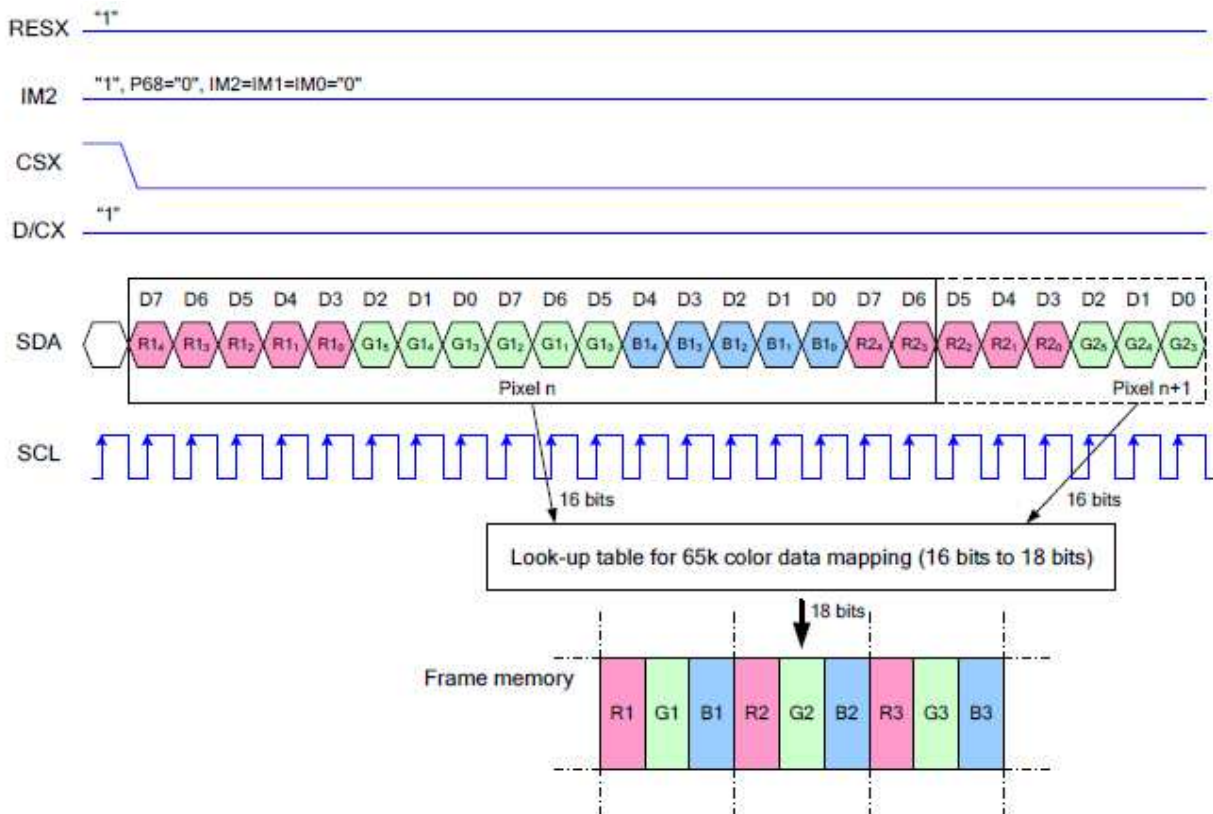 RESX "1"
IM2 "1", P68="0", IM2=IM1=IM0="0"
CSX
D/CX "1"
D7 D6 D5 D4 D3 D2 D1 D0 D7 D6 D5 D4 D3 D2 D1 D0 D7 D6 D5 D4 D3 D2 D1 D0
SDA R1₄ R1₃ R1₂ R1₁ R1₀ G1₅ G1₄ G1₃ G1₂ G1₁ G1₀ B1₄ B1₃ B1₂ B1₁ B1₀ R2₄ R2₃ R2₂ R2₁ R2₀ G2₅ G2₄ G2₃
Pixel n Pixel n+1
SCL
16 bits 16 bits
Look-up table for 65k color data mapping (16 bits to 18 bits)
18 bits
Frame memory
R1 G1 B1 R2 G2 B2 R3 G3 B3